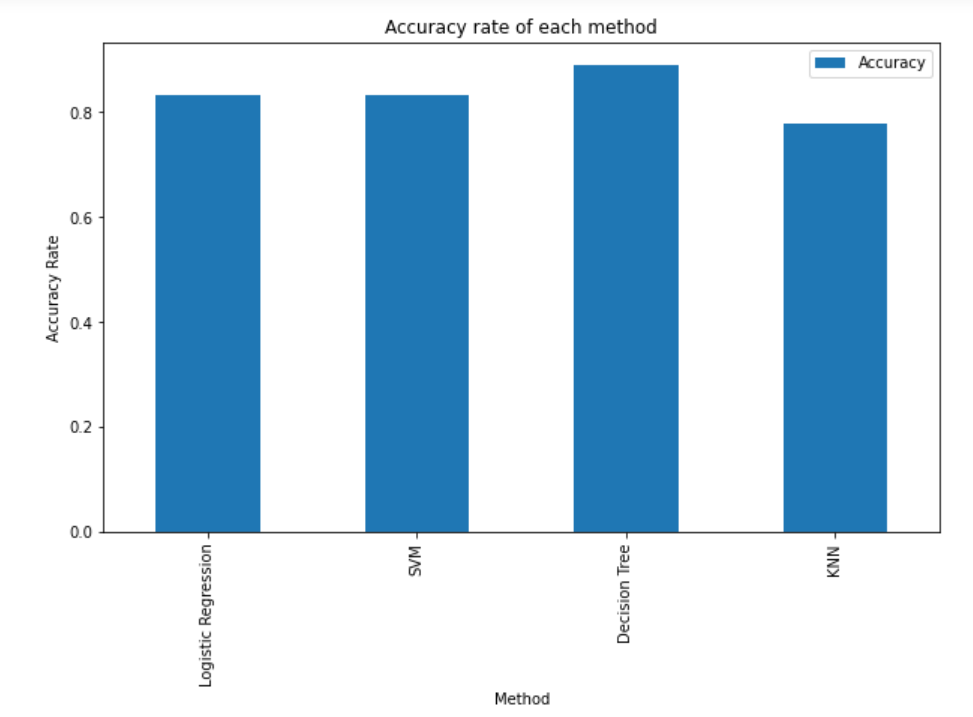 Accuracy rate of each method
Accuracy
0.8
0.6
0.4
0.2
0.0
Accuracy Rate
Logistic Regression
SVM
Decision Tree
KNN
Method